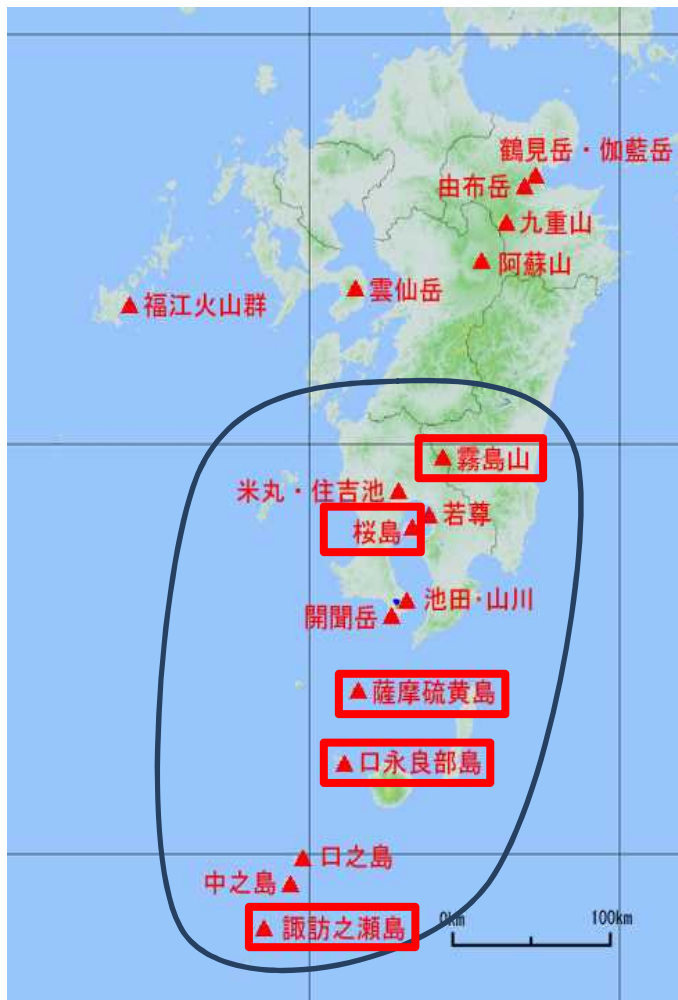 鶴見岳・伽藍岳
由布岳
九重山
阿蘇山
雲仙岳
福江火山群
霧島山
米丸・住吉池
若尊
桜島
池田・山川
開聞岳
薩摩硫黄島
口永良部島
口之島
中之島
諏訪之瀬島
0km 100km